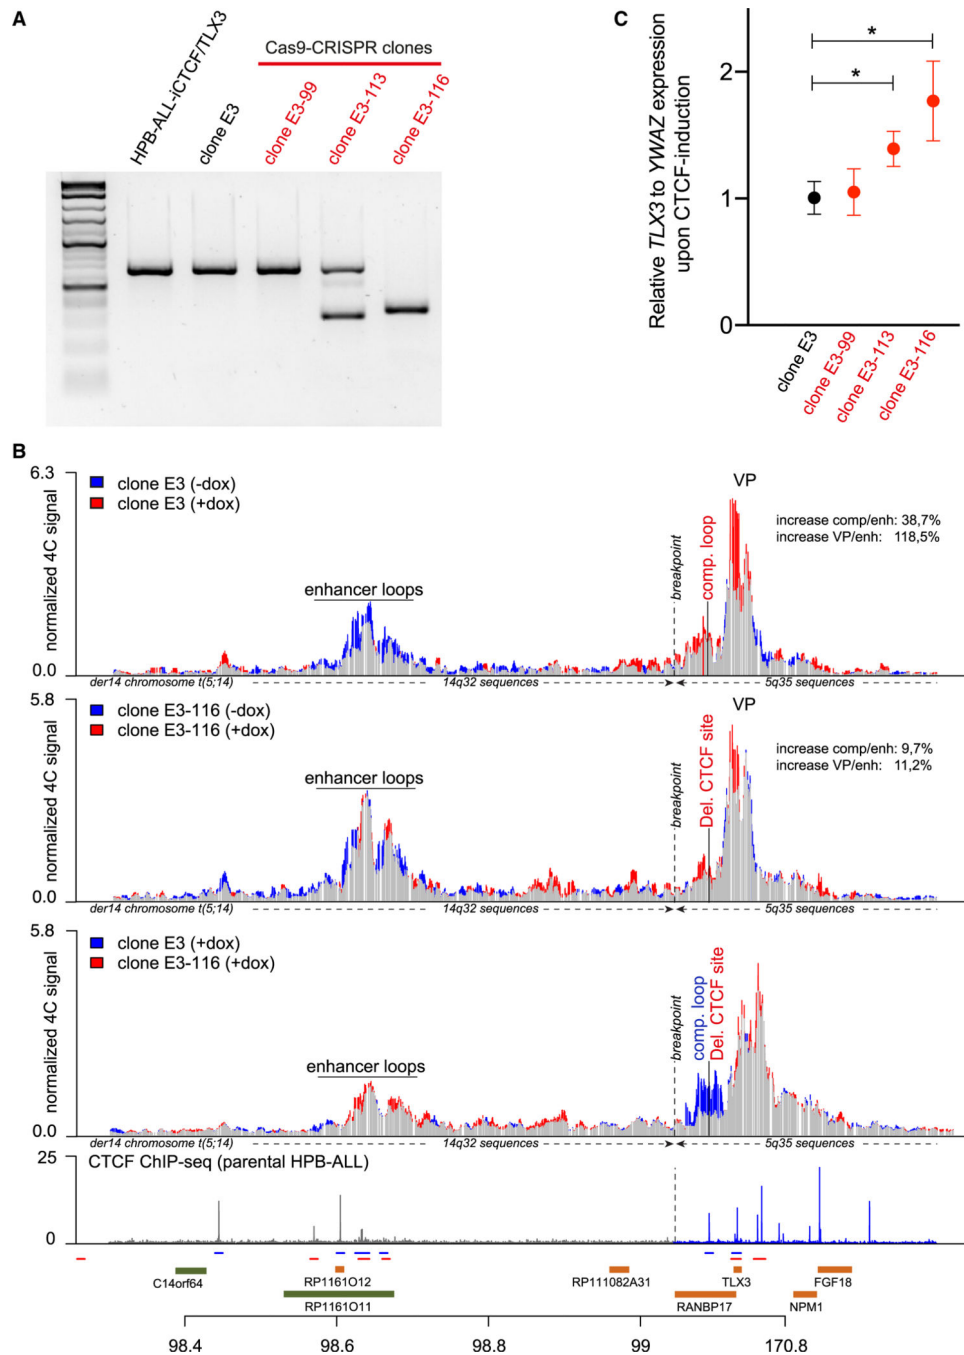 A
HPB-ALL-iCTCF/TLX3
clone E3
Cas9-CRISPR clones
clone E3-99
clone E3-113
clone E3-116
C
Relative TLX3 to YWAZ expression
upon CTCF-induction
2
1
0
*
*
clone E3
clone E3-99
clone E3-113
clone E3-116
B
6.3
normalized 4C signal
0.0
clone E3 (-dox)
clone E3 (+dox)
enhancer loops
breakpoint
comp. loop
VP
increase comp/enh: 38,7%
increase VP/enh: 118,5%
der14 chromosome t(5;14)
14q32 sequences
5q35 sequences
5.8
normalized 4C signal
0.0
clone E3-116 (-dox)
clone E3-116 (+dox)
enhancer loops
breakpoint
Del. CTCF site
VP
increase comp/enh: 9,7%
increase VP/enh: 11,2%
der14 chromosome t(5;14)
14q32 sequences
5q35 sequences
5.8
normalized 4C signal
0.0
clone E3 (+dox)
clone E3-116 (+dox)
enhancer loops
breakpoint
comp. loop
Del. CTCF site
der14 chromosome t(5;14)
14q32 sequences
5q35 sequences
25
0
CTCF ChIP-seq (parental HPB-ALL)
C14orf64
RP1161O12
RP1161O11
RP111082A31
TLX3
RANBP17
FGF18
NPM1
98.4
98.6
98.8
99
170.8